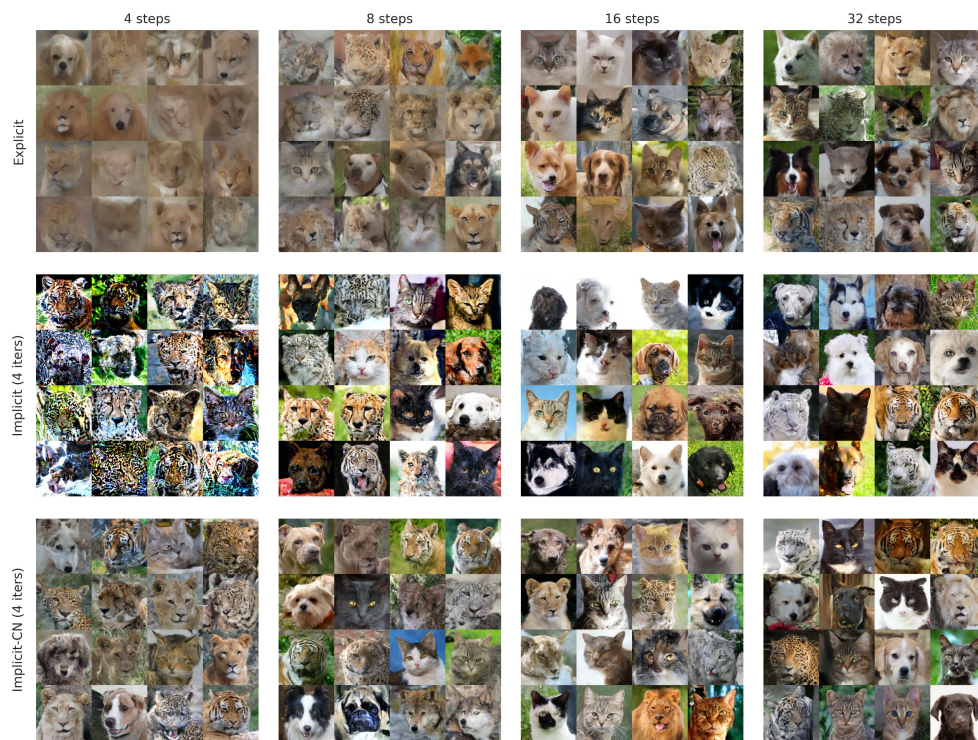 4 steps
8 steps
16 steps
32 steps
Explicit
Implicit (4 iters)
Implicit-CN (4 iters)